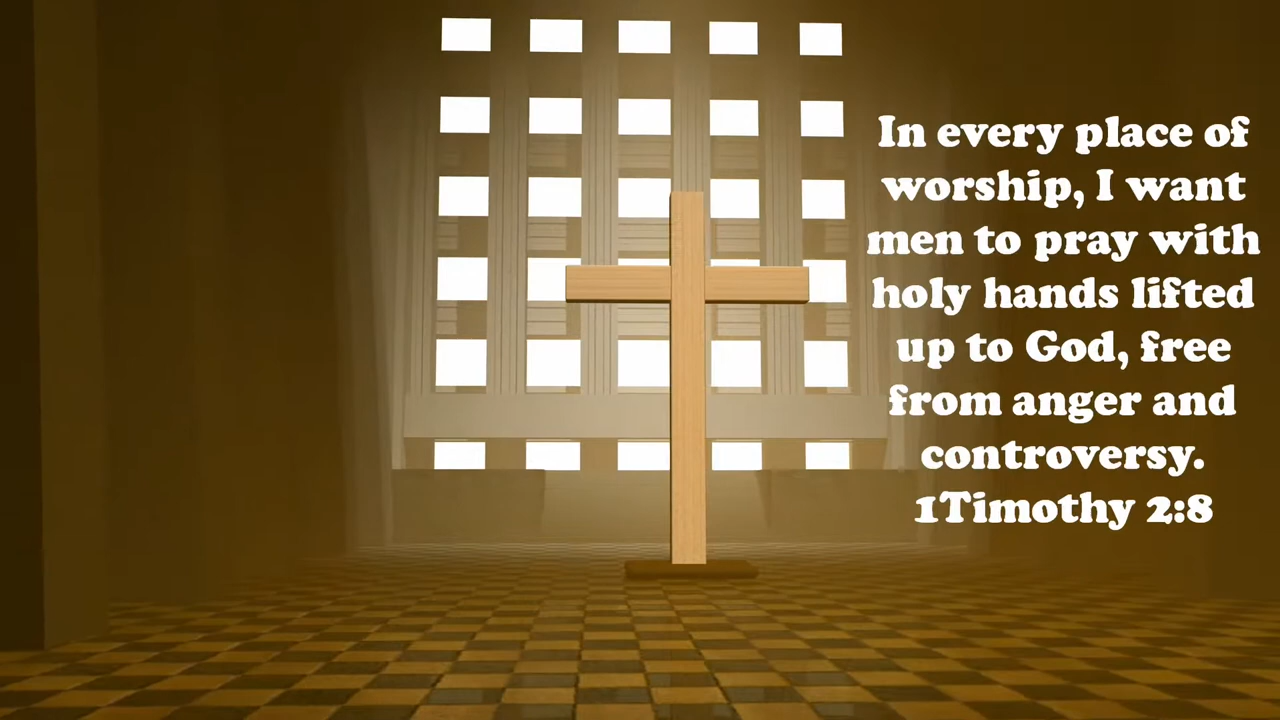 In every place of
worship, I want
men to pray with
holy hands lifted
up to God, free
from anger and
controversy.
1Timothy 2:8